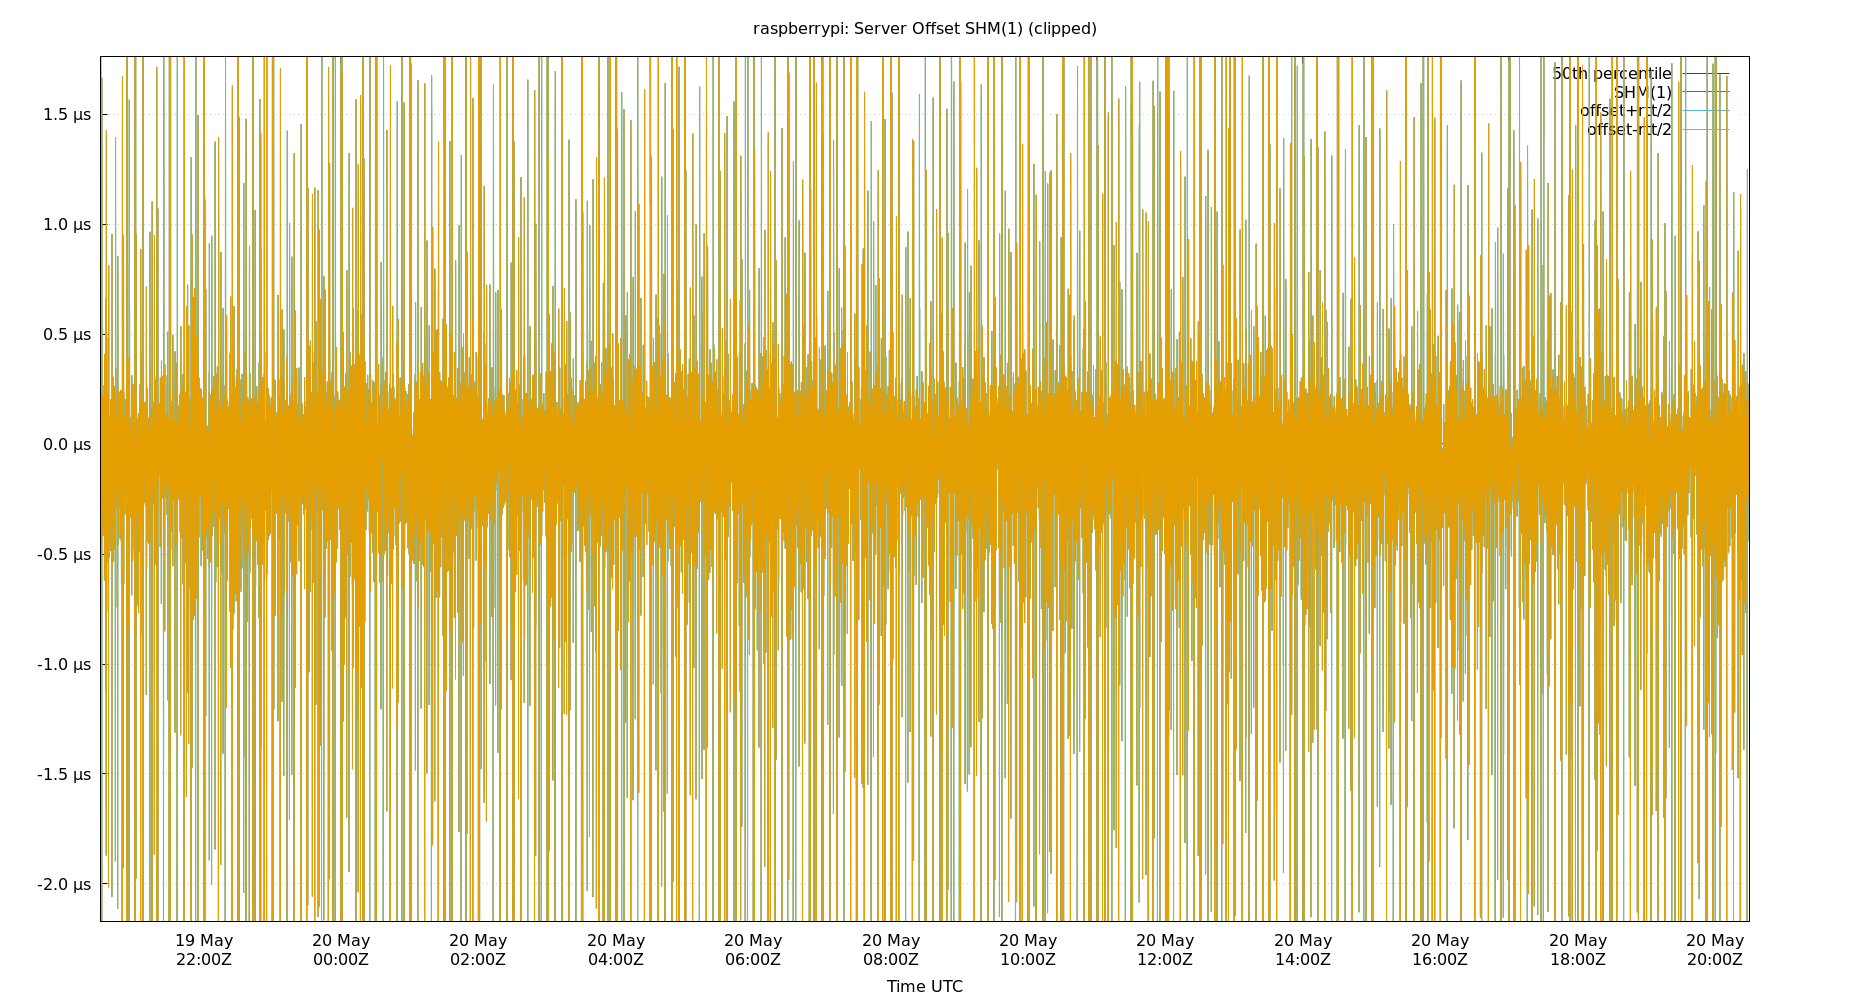 raspberrypi: Server Offset SHM(1) (clipped)
50th percentile
SHM(1)
offset+rtt/2
offset-rtt/2
1.5 µs
1.0 µs
0.5 µs
0.0 µs
-0.5 µs
-1.0 µs
-1.5 µs
-2.0 µs
19 May 20 May 20 May 20 May 20 May 20 May 20 May 20 May 20 May 20 May 20 May 20 May
22:00Z 00:00Z 02:00Z 04:00Z 06:00Z 08:00Z 10:00Z 12:00Z 14:00Z 16:00Z 18:00Z 20:00Z
Time UTC